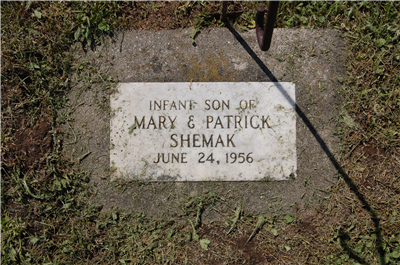 INFANT SON OF
MARY & PATRICK
SHEMAK
JUNE 24, 1956